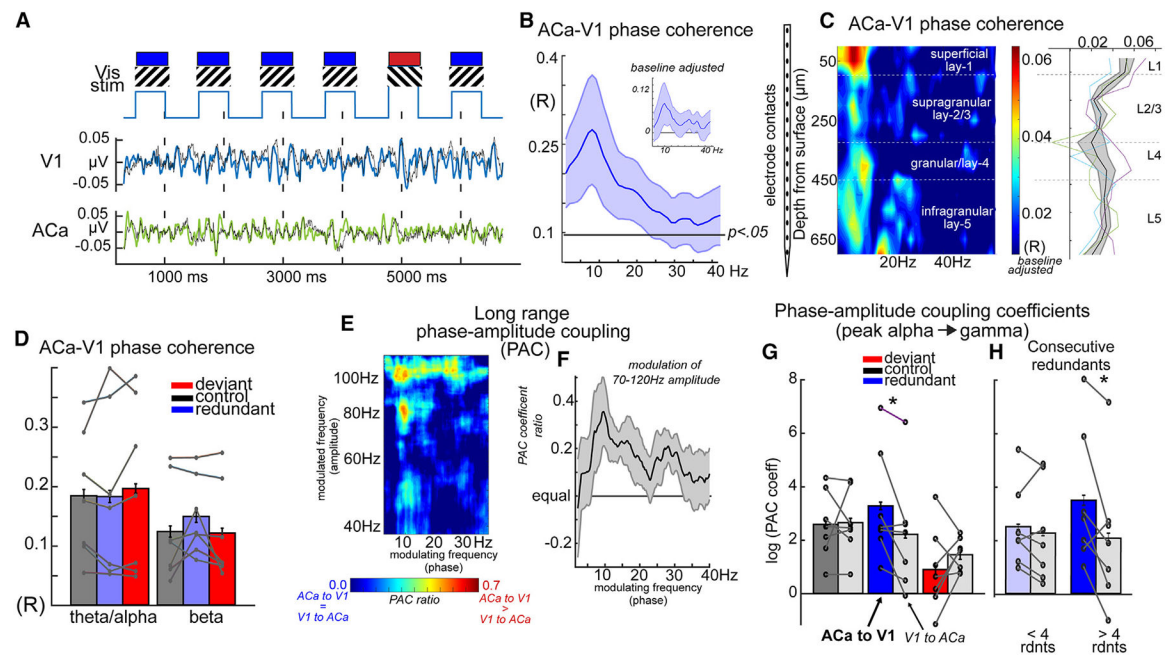 A
Vis
stim
V1
0.05
µV
-0.05
ACa
0.05
µV
-0.05
1000 ms
3000 ms
5000 ms
B
ACa-V1 phase coherence
0.4
(R)
0.25
0.1
baseline adjusted
0.12
0
10
40 Hz
p<.05
10
20
30
42 Hz
electrode contacts
C
ACa-V1 phase coherence
Depth from surface (µm)
50
250
450
650
superficial
lay-1
supragranular
lay-2/3
granular/lay-4
infragranular
lay-5
20Hz
40Hz
0.06
0.04
0.02
(R)
baseline
adjusted
0.02
0.06
L1
L2/3
L4
L5
D
ACa-V1 phase coherence
deviant
control
redundant
0.3
0.2
0.1
(R)
theta/alpha
beta
Long range
phase-amplitude coupling
(PAC)
E
modulated frequency
(amplitude)
100Hz
80Hz
60Hz
40Hz
10
20
30Hz
modulating frequency
(phase)
0.0
0.7
ACa to V1
=
V1 to ACa
PAC ratio
ACa to V1
>
V1 to ACa
F
modulation of
70-120Hz amplitude
PAC coefficent
ratio
0.4
0.2
equal
-0.2
10
20
30
40Hz
modulating frequency
(phase)
Phase-amplitude coupling coefficients
(peak alpha → gamma)
G
deviant
control
redundant
*
log (PAC coeff)
8
6
4
2
0
ACa to V1
V1 to ACa
H
Consecutive
redundants
*
< 4
rdnts
> 4
rdnts